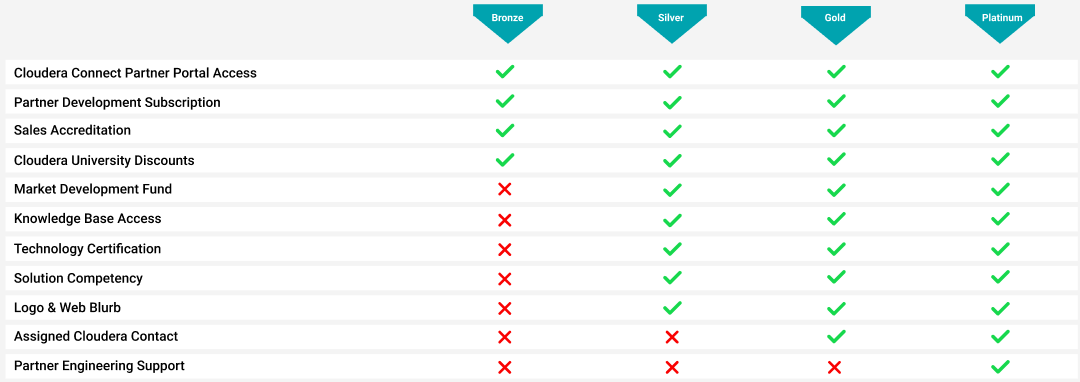 Bronze Silver Gold Platinum
Cloudera Connect Partner Portal Access
Partner Development Subscription
Sales Accreditation
Cloudera University Discounts
Market Development Fund
Knowledge Base Access
Technology Certification
Solution Competency
Logo & Web Blurb
Assigned Cloudera Contact
Partner Engineering Support